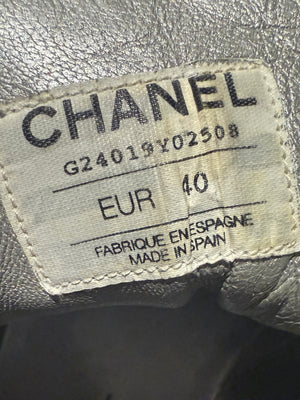 CHANEL
G24019Y02508
EUR 40
FABRIQUE EN ESPAGNE
MADE IN SPAIN